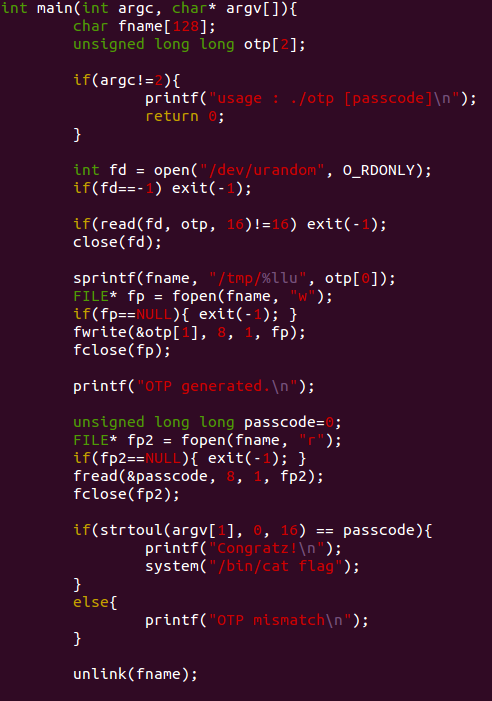 int main(int argc, char* argv[]){
char fname[128];
unsigned long long otp[2];
if(argc!=2){
printf("usage : ./otp [passcode]\n");
return 0;
}
int fd = open("/dev/urandom", O_RDONLY);
if(fd==-1) exit(-1);
if(read(fd, otp, 16)!=16) exit(-1);
close(fd);
sprintf(fname, "/tmp/%llu", otp[0]);
FILE* fp = fopen(fname, "w");
if(fp==NULL){ exit(-1); }
fwrite(&otp[1], 8, 1, fp);
fclose(fp);
printf("OTP generated.\n");
unsigned long long passcode=0;
FILE* fp2 = fopen(fname, "r");
if(fp2==NULL){ exit(-1); }
fread(&passcode, 8, 1, fp2);
fclose(fp2);
if(strtoul(argv[1], 0, 16) == passcode){
printf("Congratz!\n");
system("/bin/cat flag");
}
else{
printf("OTP mismatch\n");
}
unlink(fname);